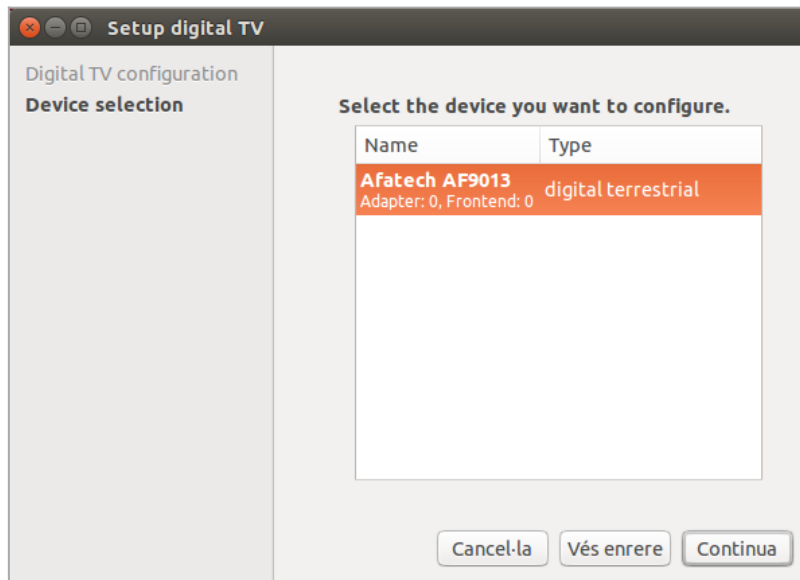 Setup digital TV
Digital TV configuration
Device selection
Select the device you want to configure.
Name Type
Afatech AF9013 digital terrestrial
Adapter: 0, Frontend: 0
Cancel·la Vés enrere Continua